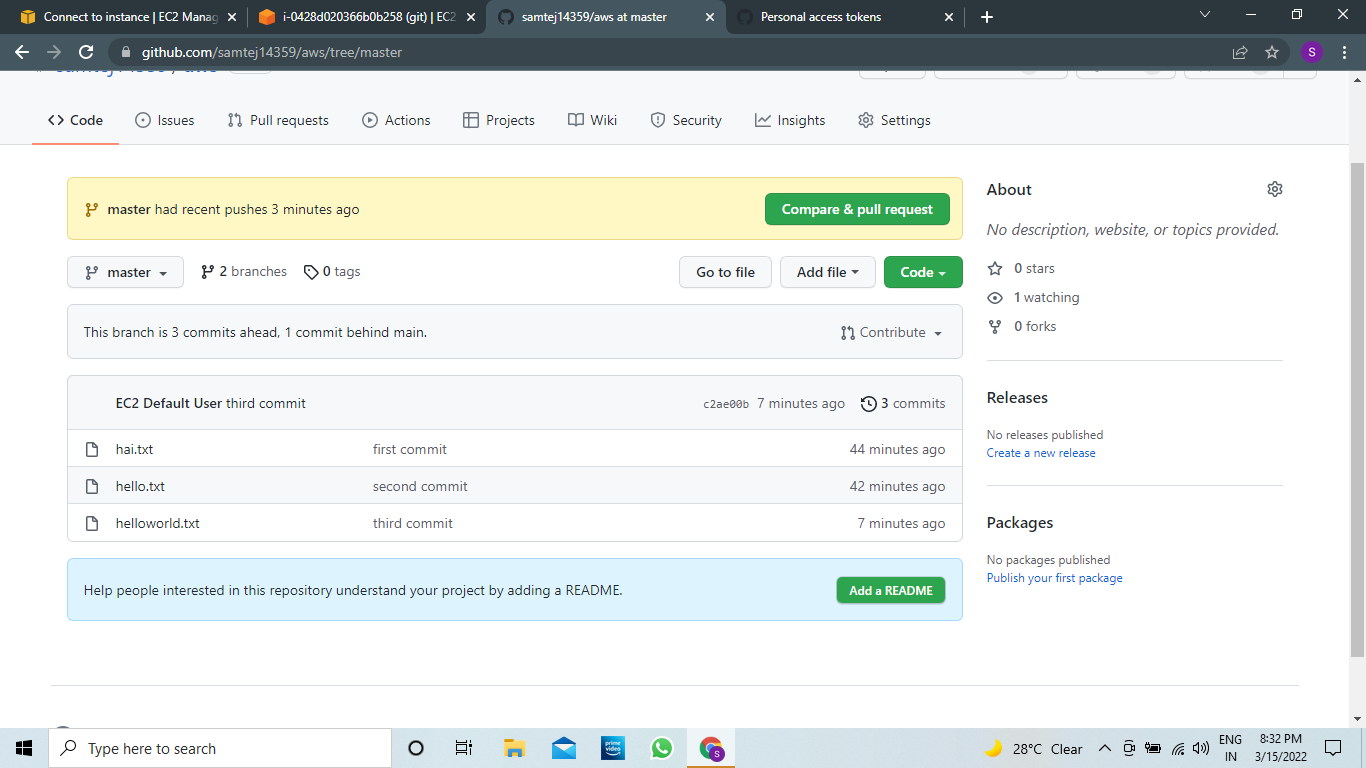 Connect to instance | EC2 Manag
i-0428d020366b0b258 (git) | EC2
samtej14359/aws at master
Personal access tokens
github.com/samtej14359/aws/tree/master
S
Code
Issues
Pull requests
Actions
Projects
Wiki
Security
Insights
Settings
master had recent pushes 3 minutes ago
Compare & pull request
master
2 branches
0 tags
Go to file
Add file
Code
This branch is 3 commits ahead, 1 commit behind main.
Contribute
EC2 Default User third commit
c2ae00b 7 minutes ago
3 commits
hai.txt first commit 44 minutes ago
hello.txt second commit 42 minutes ago
helloworld.txt third commit 7 minutes ago
Help people interested in this repository understand your project by adding a README.
Add a README
About
No description, website, or topics provided.
0 stars
1 watching
0 forks
Releases
No releases published
Create a new release
Packages
No packages published
Publish your first package
Type here to search
prime video
S
28°C Clear
ENG
IN
8:32 PM
3/15/2022